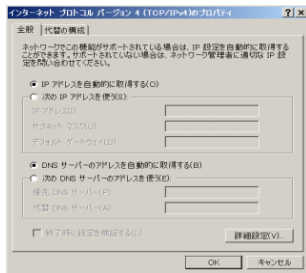 インターネット プロトコル バージョン 4 (TCP/IPv4)のプロパティ
全般
代替の構成
ネットワークでこの機能がサポートされている場合は、IP 設定を自動的に取得する
ことができます。サポートされていない場合は、ネットワーク管理者に適切な IP 設
定を問い合わせてください。
IP アドレスを自動的に取得する(O)
次の IP アドレスを使う(S):
IP アドレス(I):
サブネット マスク(U):
デフォルト ゲートウェイ(D):
DNS サーバーのアドレスを自動的に取得する(B)
次の DNS サーバーのアドレスを使う(E):
優先 DNS サーバー(P):
代替 DNS サーバー(A):
終了時に設定を検証する(L)
詳細設定(V)...
OK
キャンセル